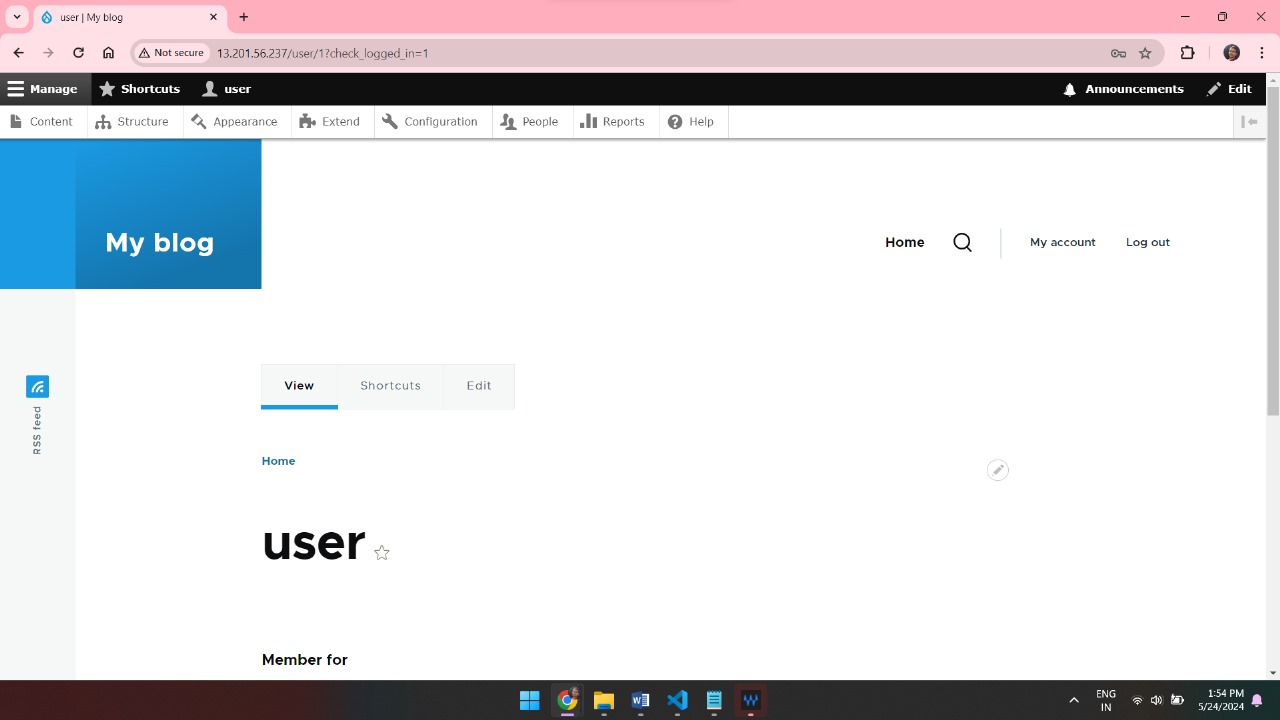 user | My blog
Not secure
13.201.56.237/user/1?check_logged_in=1
Manage
Shortcuts
user
Announcements
Edit
Content
Structure
Appearance
Extend
Configuration
People
Reports
Help
My blog
Home
My account
Log out
View
Shortcuts
Edit
RSS feed
Home
user
Member for
ENG
IN
1:54 PM
5/24/2024